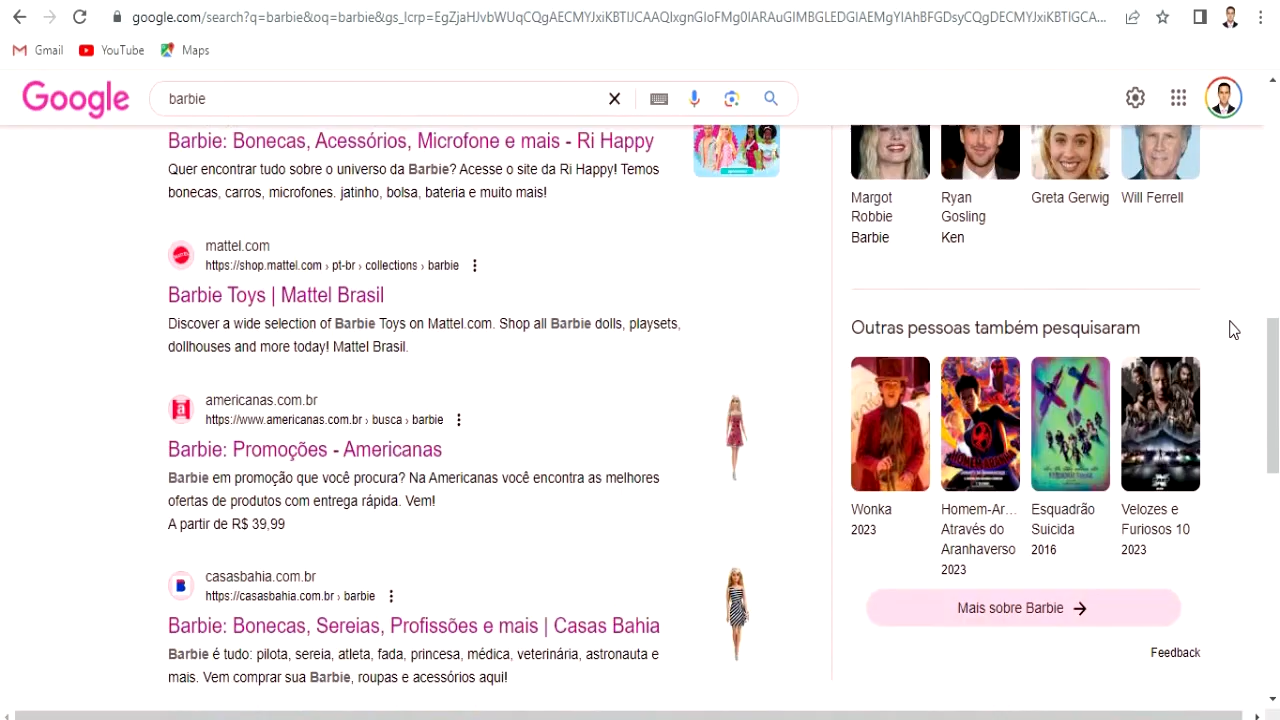 google.com/search?q=barbie&oq=barbie&gs_lcrp=
Gmail YouTube Maps
Google barbie
Barbie: Bonecas, Acessórios, Microfone e mais - Ri Happy
Quer encontrar tudo sobre o universo da Barbie? Acesse o site da Ri Happy! Temos
bonecas, carros, microfones. jatinho, bolsa, bateria e muito mais!
mattel.com
https://shop.mattel.com › pt-br › collections › barbie
Barbie Toys | Mattel Brasil
Discover a wide selection of Barbie Toys on Mattel.com. Shop all Barbie dolls, playsets,
dollhouses and more today! Mattel Brasil.
americanas.com.br
https://www.americanas.com.br › busca › barbie
Barbie: Promoções - Americanas
Barbie em promoção que você procura? Na Americanas você encontra as melhores
ofertas de produtos com entrega rápida. Vem!
A partir de R$ 39,99
casasbahia.com.br
https://casasbahia.com.br › barbie
Barbie: Bonecas, Sereias, Profissões e mais | Casas Bahia
Barbie é tudo: pilota, sereia, atleta, fada, princesa, médica, veterinária, astronauta e
mais. Vem comprar sua Barbie, roupas e acessórios aqui!
Margot
Robbie
Barbie
Ryan
Gosling
Ken
Greta Gerwig
Will Ferrell
Outras pessoas também pesquisaram
Wonka
2023
Homem-Ar...
Através do
Aranhaverso
2023
Esquadrão
Suicida
2016
Velozes e
Furiosos 10
2023
Mais sobre Barbie →
Feedback